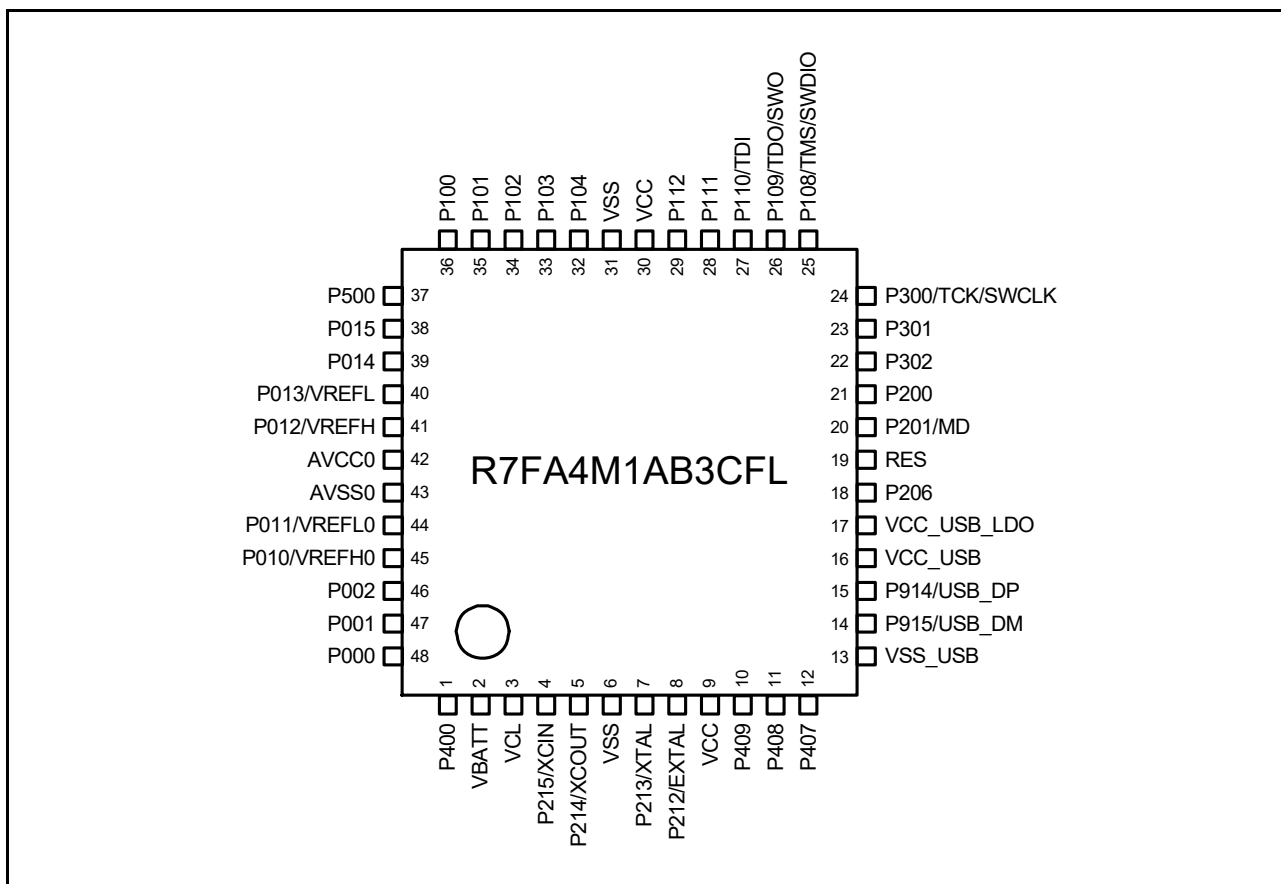 P100
P101
P102
P103
P104
VSS
VCC
P112
P111
P110/TDI
P109/TDO/SWO
P108/TMS/SWDIO
36
35
34
33
32
31
30
29
28
27
26
25
P500 37
P015 38
P014 39
P013/VREFL 40
P012/VREFH 41
AVCC0 42
AVSS0 43
P011/VREFL0 44
P010/VREFH0 45
P002 46
P001 47
P000 48
R7FA4M1AB3CFL
24 P300/TCK/SWCLK
23 P301
22 P302
21 P200
20 P201/MD
19 RES
18 P206
17 VCC_USB_LDO
16 VCC_USB
15 P914/USB_DP
14 P915/USB_DM
13 VSS_USB
1
2
3
4
5
6
7
8
9
10
11
12
P400
VBATT
VCL
P215/XCIN
P214/XCOUT
VSS
P213/XTAL
P212/EXTAL
VCC
P409
P408
P407